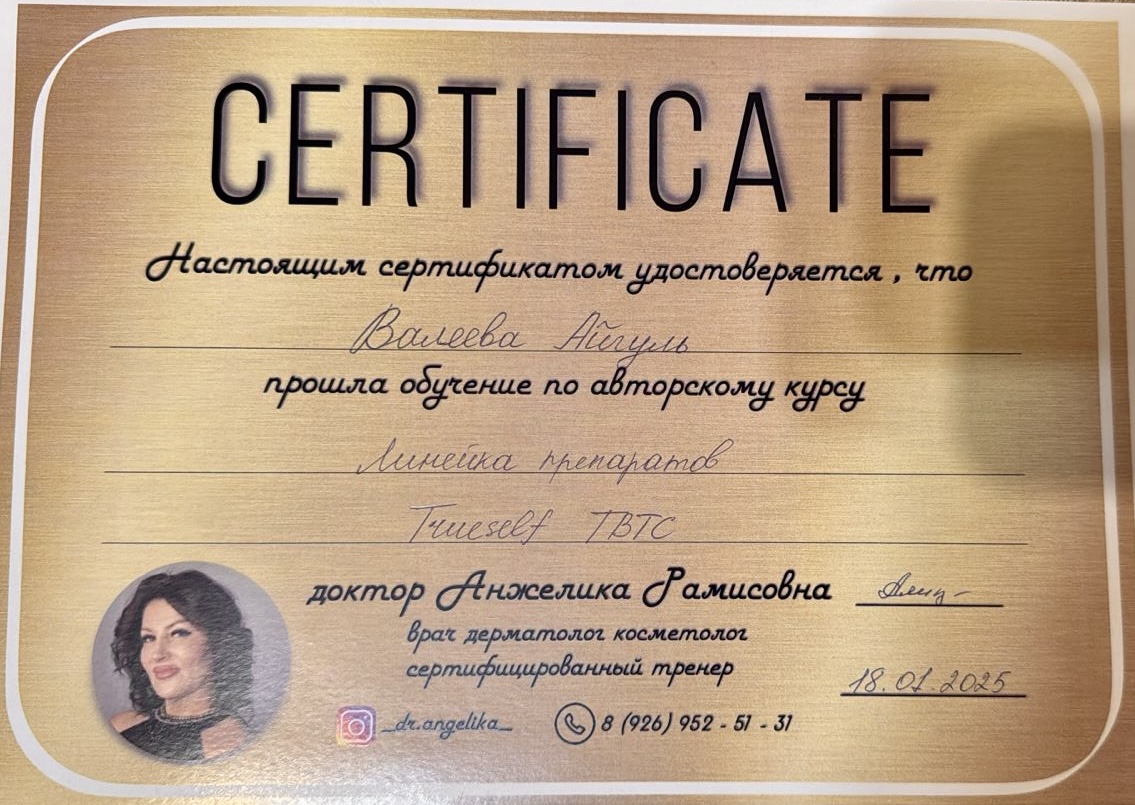 CERTIFICATE
Настоящим сертификатом удостоверяется , что
Валеева Айгуль
прошла обучение по авторскому курсу
Линейка препаратов
Trueself ТВТС
доктор Анжелика Рамисовна
врач дерматолог косметолог
сертифицированный тренер
18.01.2025
_dr.angelika_ 8 (926) 952 - 51 - 31